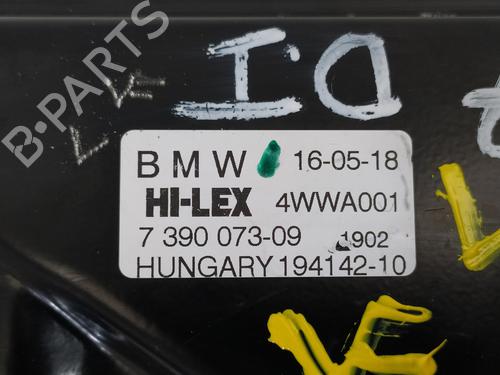 D.I
BMW 16-05-18
HI-LEX 4WWA001
7 390 073-09 1902
HUNGARY 194142-10
B-PARTS